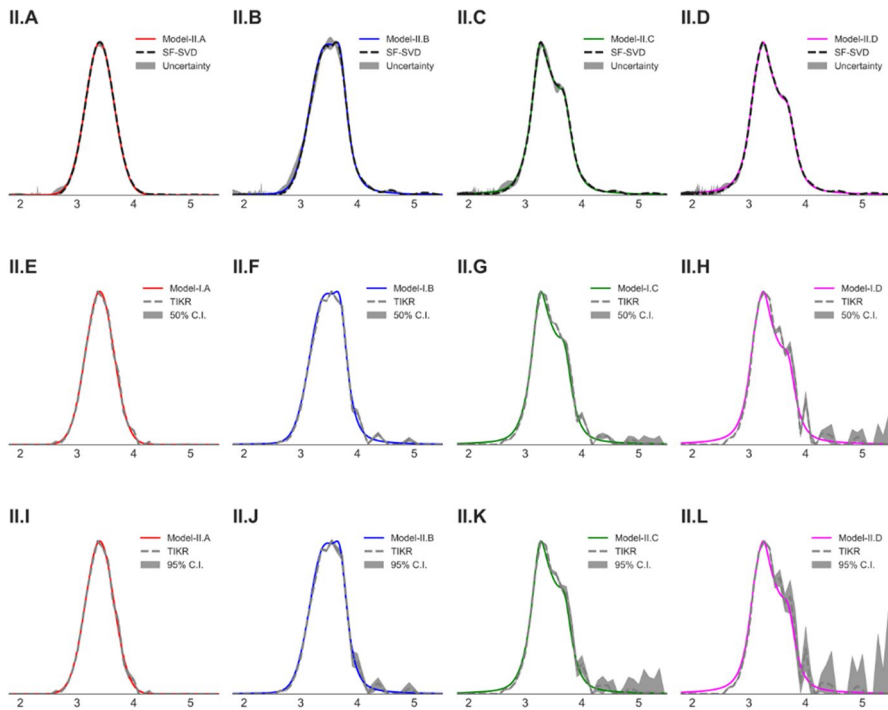 II.A
Model-II.A
SF-SVD
Uncertainty
2 3 4 5
II.B
Model-II.B
SF-SVD
Uncertainty
2 3 4 5
II.C
Model-II.C
SF-SVD
Uncertainty
2 3 4 5
II.D
Model-II.D
SF-SVD
Uncertainty
2 3 4 5
II.E
Model-I.A
TIKR
50% C.I.
2 3 4 5
II.F
Model-I.B
TIKR
50% C.I.
2 3 4 5
II.G
Model-I.C
TIKR
50% C.I.
2 3 4 5
II.H
Model-I.D
TIKR
50% C.I.
2 3 4 5
II.I
Model-II.A
TIKR
95% C.I.
2 3 4 5
II.J
Model-II.B
TIKR
95% C.I.
2 3 4 5
II.K
Model-II.C
TIKR
95% C.I.
2 3 4 5
II.L
Model-II.D
TIKR
95% C.I.
2 3 4 5